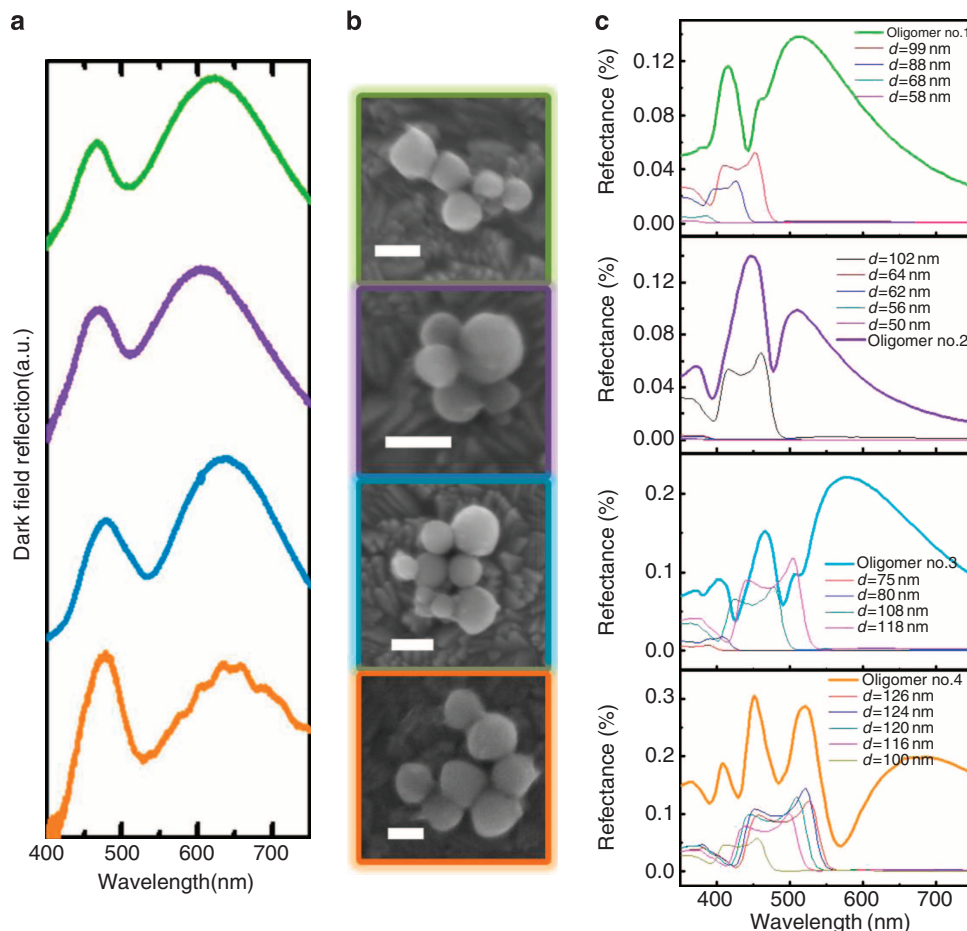 a
b
c
Dark field reflection(a.u.)
400
500
600
700
Wavelength(nm)
Refectance (%)
0.12
0.08
0.04
0.00
Oligomer no.1
d=99 nm
d=88 nm
d=68 nm
d=58 nm
Refectance (%)
0.12
0.08
0.04
0.00
d=102 nm
d=64 nm
d=62 nm
d=56 nm
d=50 nm
Oligomer no.2
Refectance (%)
0.2
0.1
0.0
Oligomer no.3
d=75 nm
d=80 nm
d=108 nm
d=118 nm
Refectance (%)
0.3
0.2
0.1
0.0
Oligomer no.4
d=126 nm
d=124 nm
d=120 nm
d=116 nm
d=100 nm
400
500
600
700
Wavelength (nm)